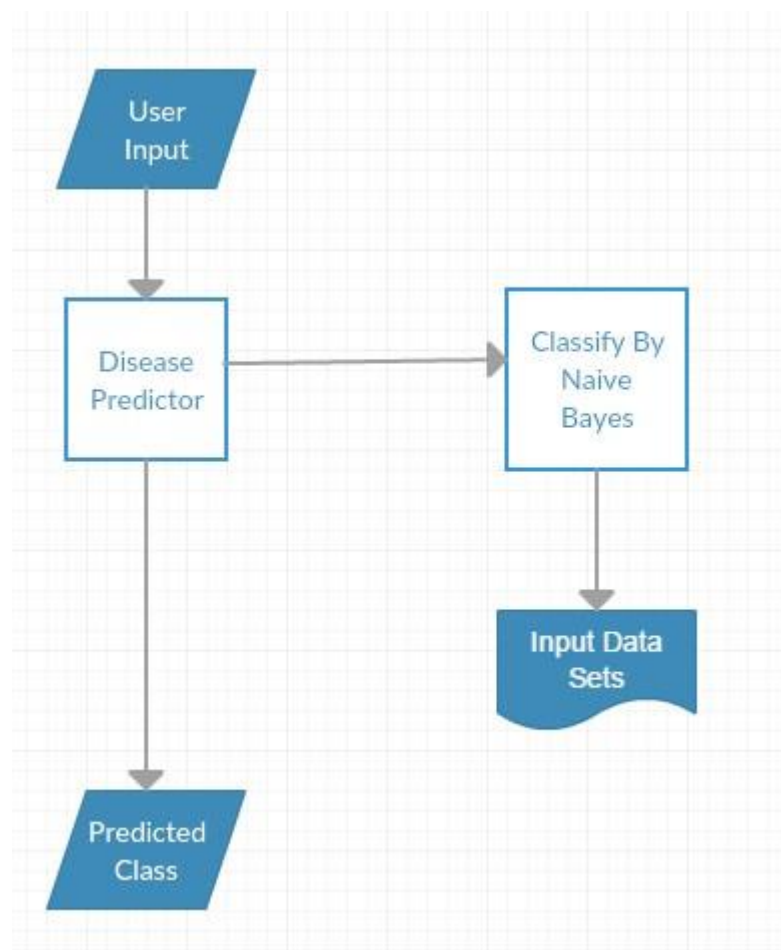 User
Input
Disease
Predictor
Classify By
Naive
Bayes
Input Data
Sets
Predicted
Class